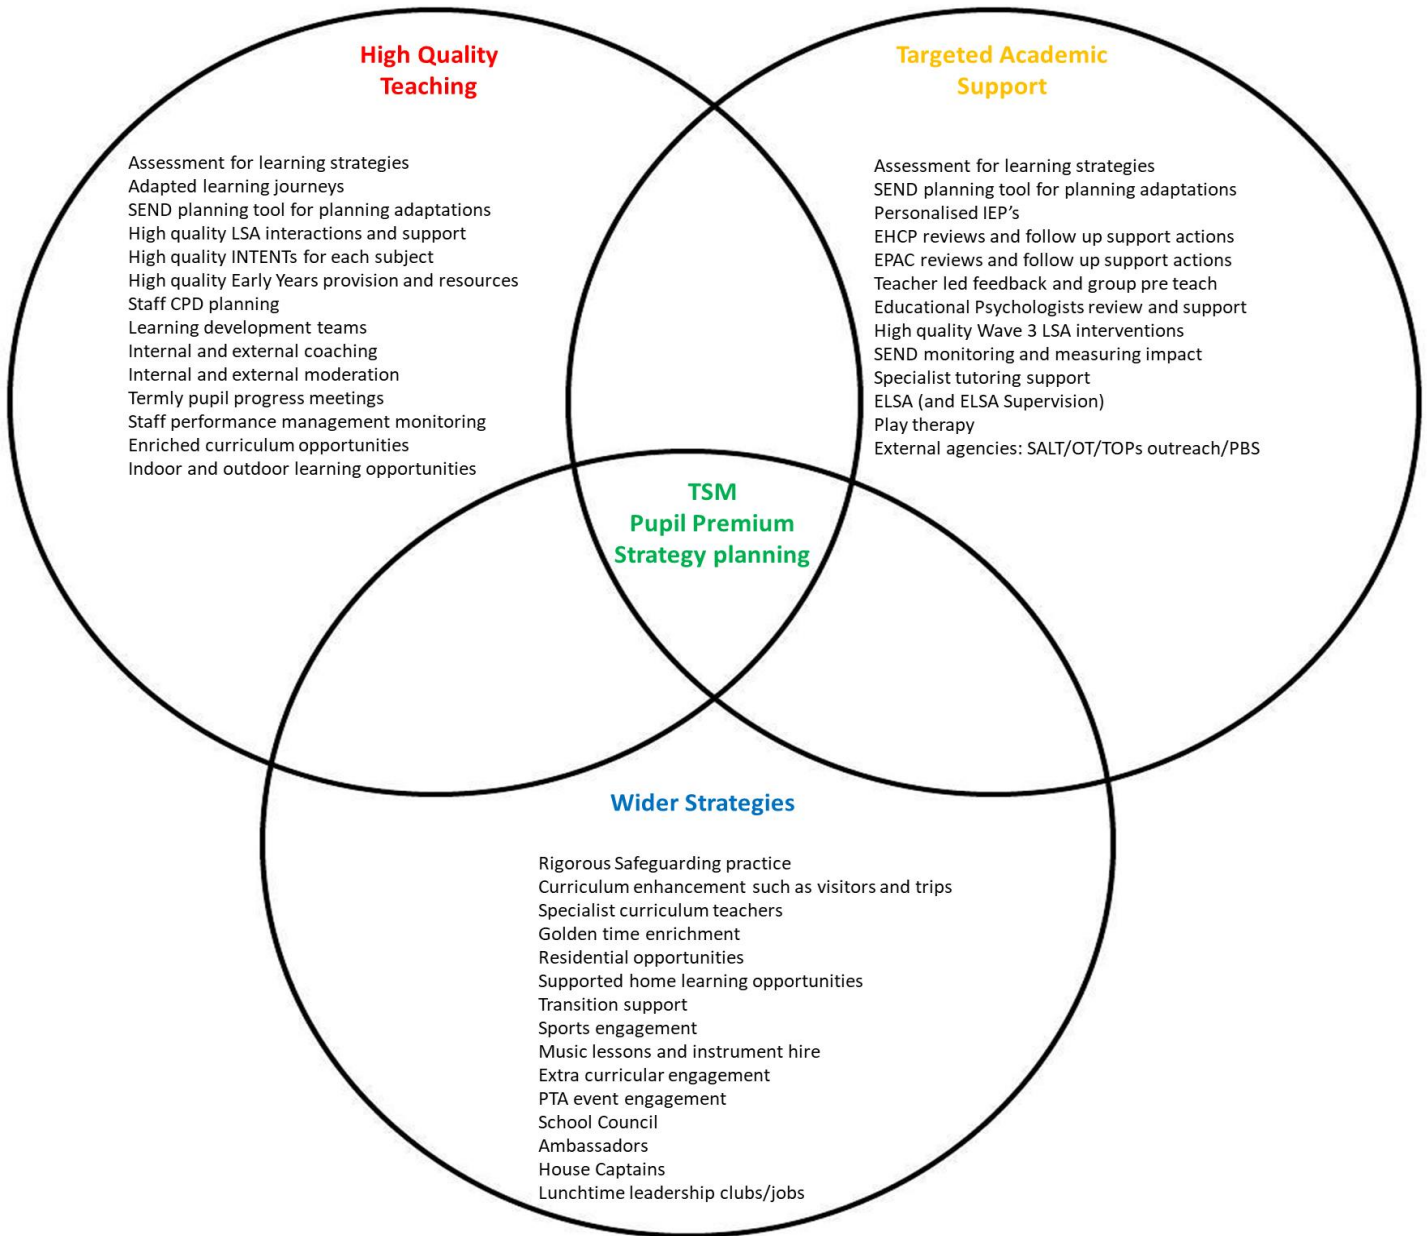 High Quality
Teaching
Assessment for learning strategies
Adapted learning journeys
SEND planning tool for planning adaptations
High quality LSA interactions and support
High quality INTENTs for each subject
High quality Early Years provision and resources
Staff CPD planning
Learning development teams
Internal and external coaching
Internal and external moderation
Termly pupil progress meetings
Staff performance management monitoring
Enriched curriculum opportunities
Indoor and outdoor learning opportunities
Targeted Academic
Support
Assessment for learning strategies
SEND planning tool for planning adaptations
Personalised IEP’s
EHCP reviews and follow up support actions
EPAC reviews and follow up support actions
Teacher led feedback and group pre teach
Educational Psychologists review and support
High quality Wave 3 LSA interventions
SEND monitoring and measuring impact
Specialist tutoring support
ELSA (and ELSA Supervision)
Play therapy
External agencies: SALT/OT/TOPs outreach/PBS
TSM
Pupil Premium
Strategy planning
Wider Strategies
Rigorous Safeguarding practice
Curriculum enhancement such as visitors and trips
Specialist curriculum teachers
Golden time enrichment
Residential opportunities
Supported home learning opportunities
Transition support
Sports engagement
Music lessons and instrument hire
Extra curricular engagement
PTA event engagement
School Council
Ambassadors
House Captains
Lunchtime leadership clubs/jobs